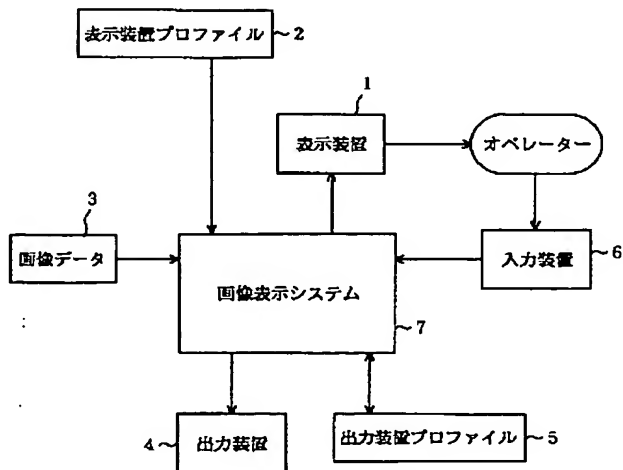 表示装置プロファイル ~2
1
表示装置
オペレーター
3
画像データ
画像表示システム
入力装置
6
7
4~ 出力装置
出力装置プロファイル ~5